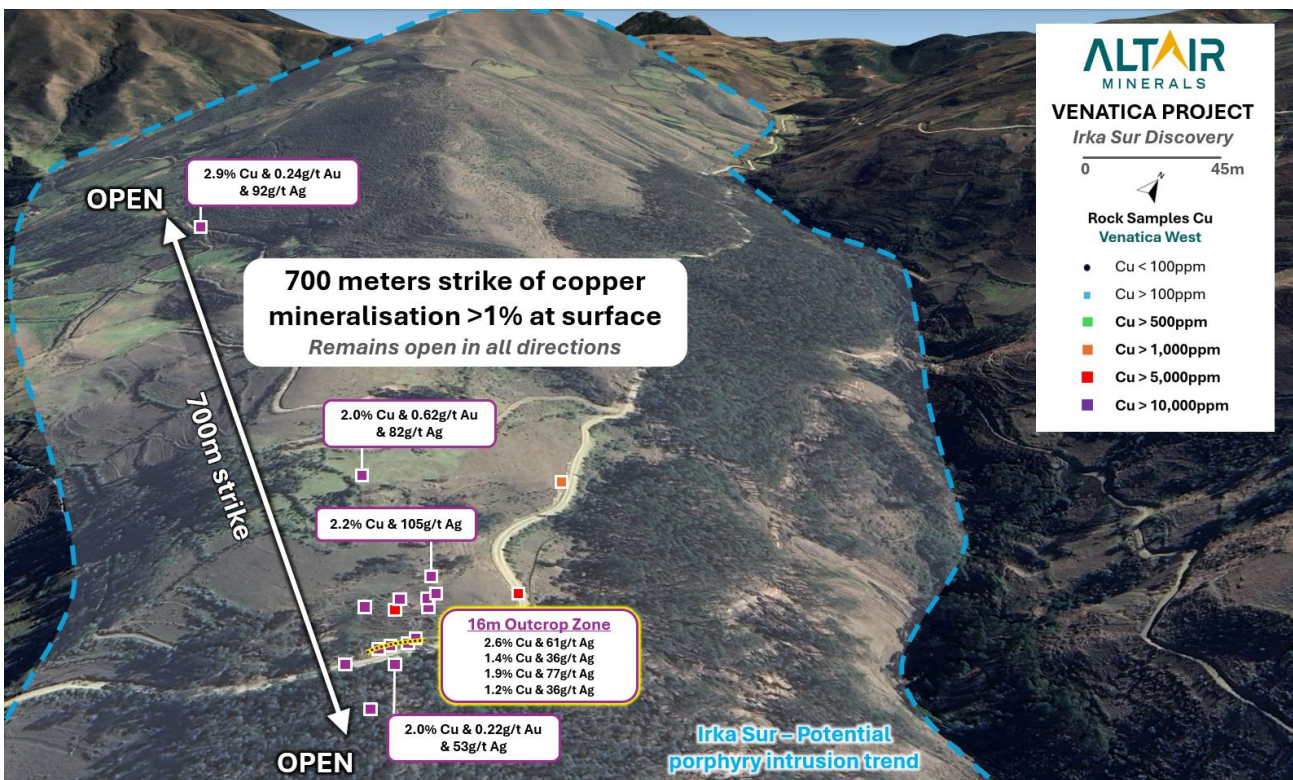 ALTAIR
MINERALS
VENATICA PROJECT
Irka Sur Discovery
0 45m
N
Rock Samples Cu
Venatica West
Cu < 100ppm
Cu > 100ppm
Cu > 500ppm
Cu > 1,000ppm
Cu > 5,000ppm
Cu > 10,000ppm
2.9% Cu & 0.24g/t Au
& 92g/t Ag
OPEN
700 meters strike of copper
mineralisation >1% at surface
Remains open in all directions
700m strike
2.0% Cu & 0.62g/t Au
& 82g/t Ag
2.2% Cu & 105g/t Ag
16m Outcrop Zone
2.6% Cu & 61g/t Ag
1.4% Cu & 36g/t Ag
1.9% Cu & 77g/t Ag
1.2% Cu & 36g/t Ag
2.0% Cu & 0.22g/t Au
& 53g/t Ag
OPEN
Irka Sur – Potential
porphyry intrusion trend